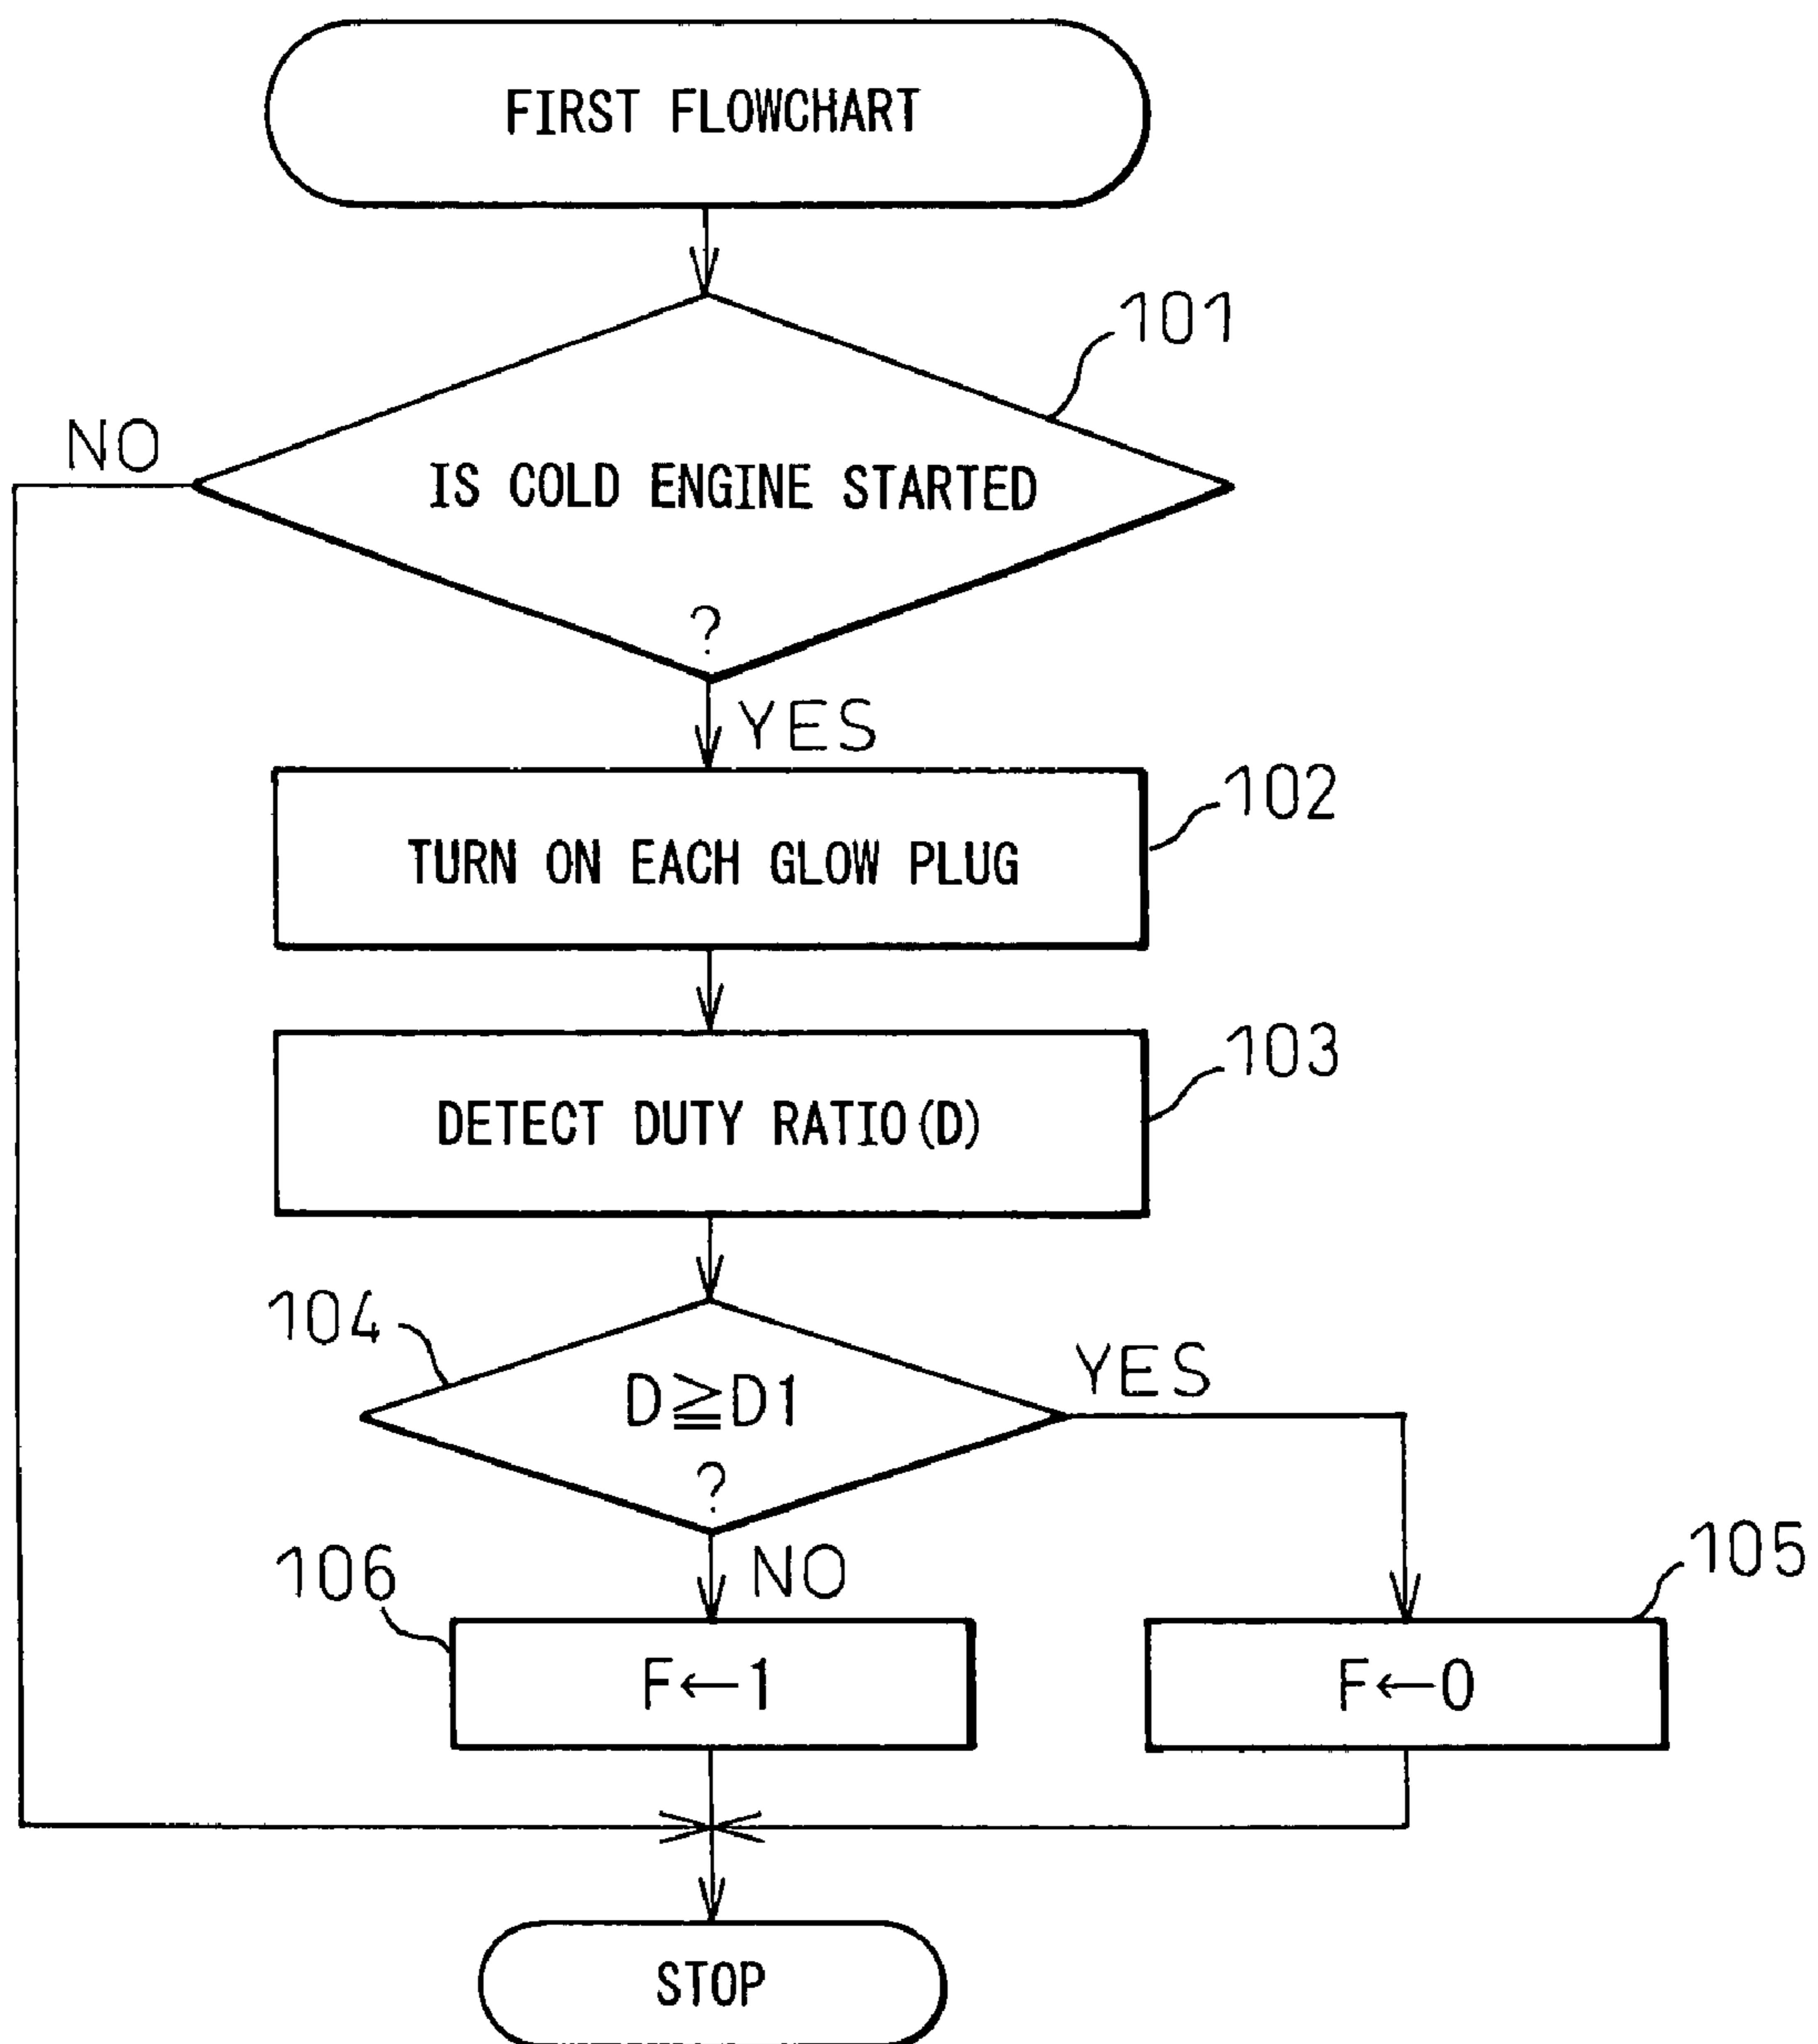 FIRST FLOWCHART
101
NO
IS COLD ENGINE STARTED
?
YES
102
TURN ON EACH GLOW PLUG
103
DETECT DUTY RATIO(D)
104
YES
D≧D1
?
NO
106
105
F←1
F←0
STOP